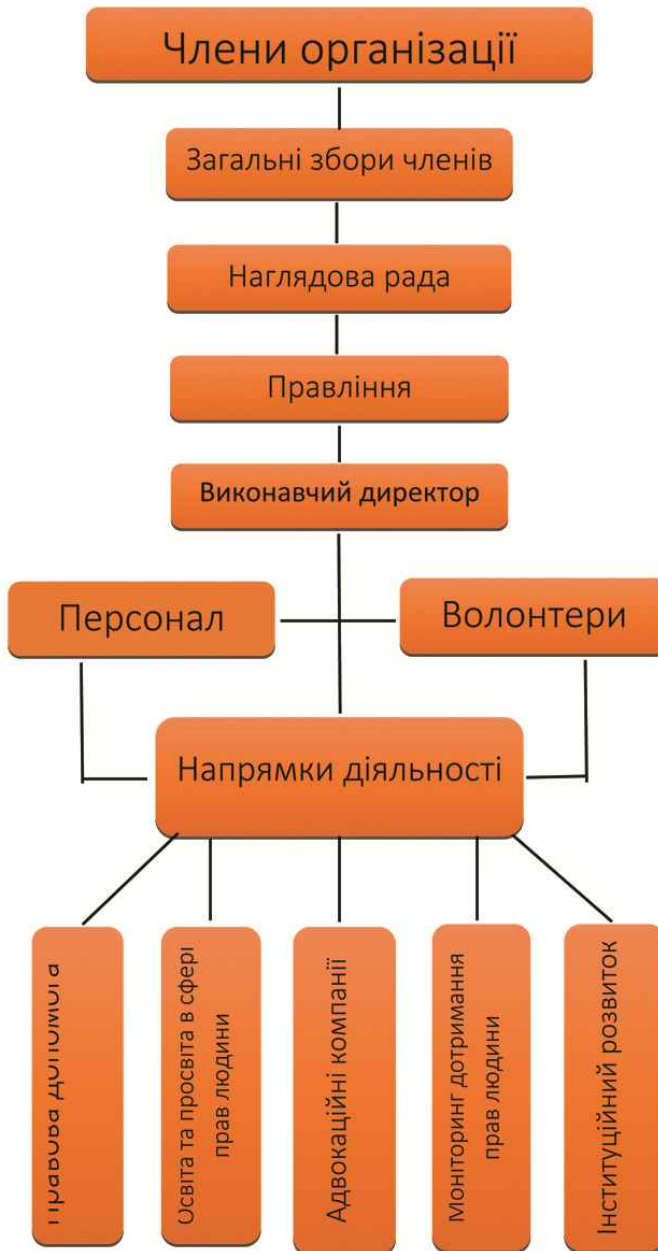 Члени організації
Загальні збори членів
Наглядова рада
Правління
Виконавчий директор
Персонал
Волонтери
Напрямки діяльності
Правова допомога
Освіта та просвіта в сфері
прав людини
Адвокаційні компанії
Моніторинг дотримання
прав людини
Інституційний розвиток